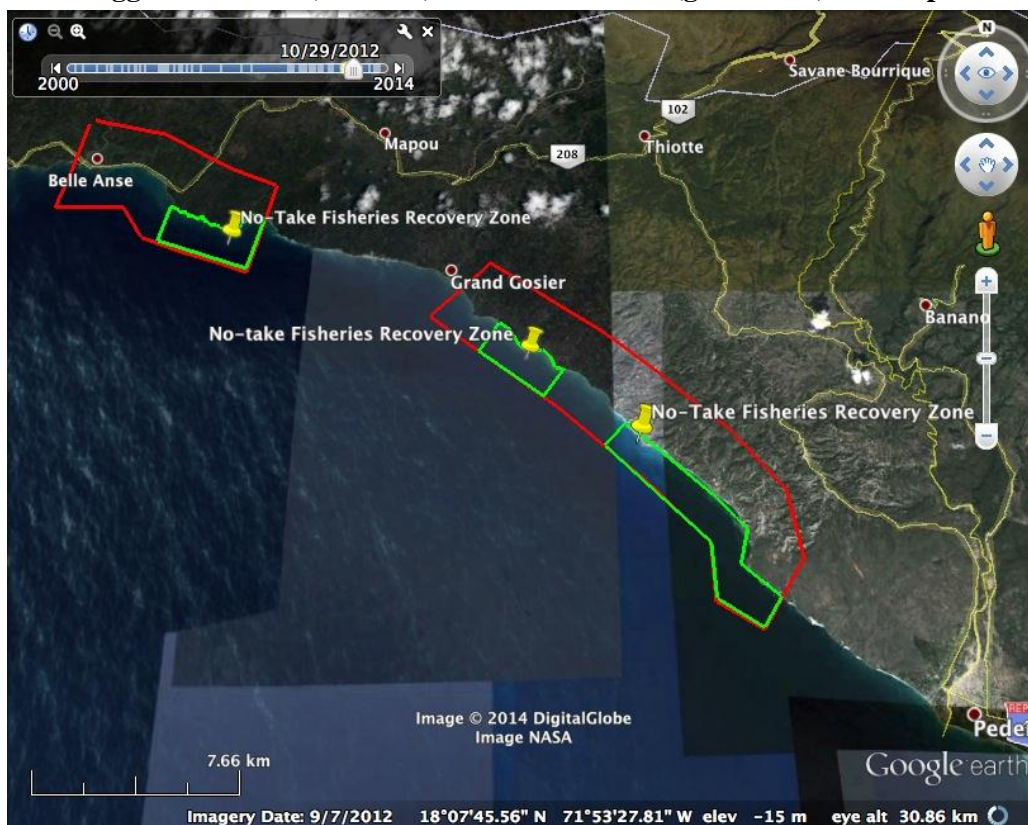 10/29/2012
2000
2014
N
Savane-Bourrique
102
Mapou
208
Thiotte
Belle Anse
No-Take Fisheries Recovery Zone
Grand Gosier
Banano
No-take Fisheries Recovery Zone
No-Take Fisheries Recovery Zone
Image © 2014 DigitalGlobe
Image NASA
7.66 km
Google earth
Imagery Date: 9/7/2012 18°07'45.56" N 71°53'27.81" W elev -15 m eye alt 30.86 km